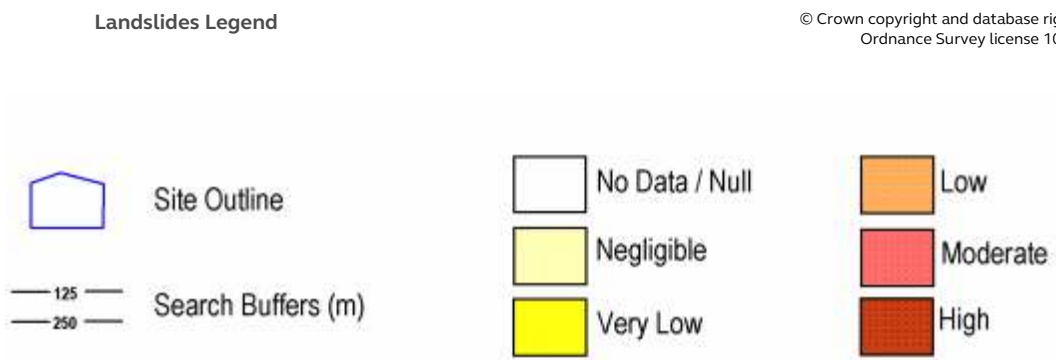 Landslides Legend
© Crown copyright and database rig
Ordnance Survey license 10
Site Outline
125
250
Search Buffers (m)
No Data / Null
Negligible
Very Low
Low
Moderate
High